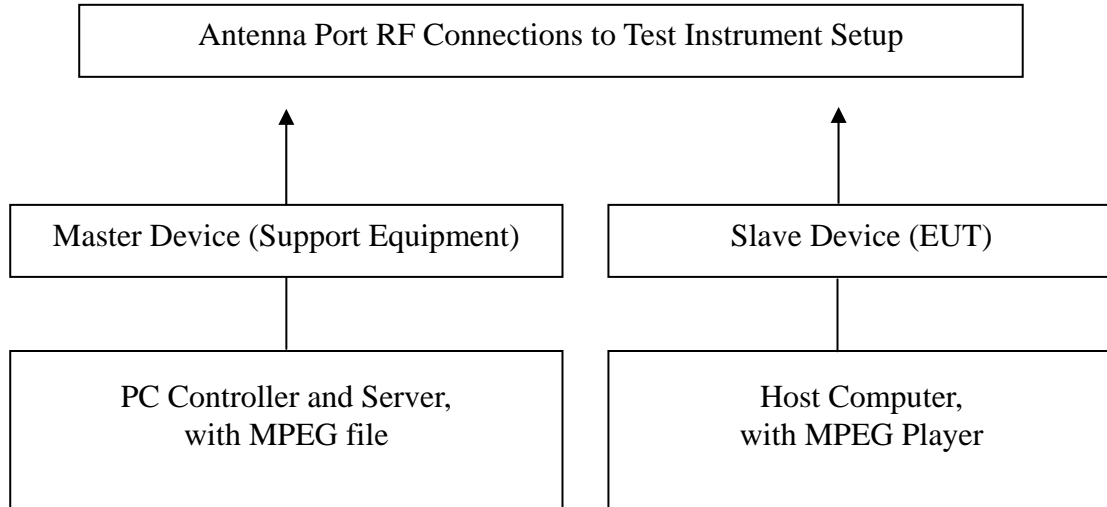 Antenna Port RF Connections to Test Instrument Setup
Master Device (Support Equipment)
Slave Device (EUT)
PC Controller and Server,
with MPEG file
Host Computer,
with MPEG Player